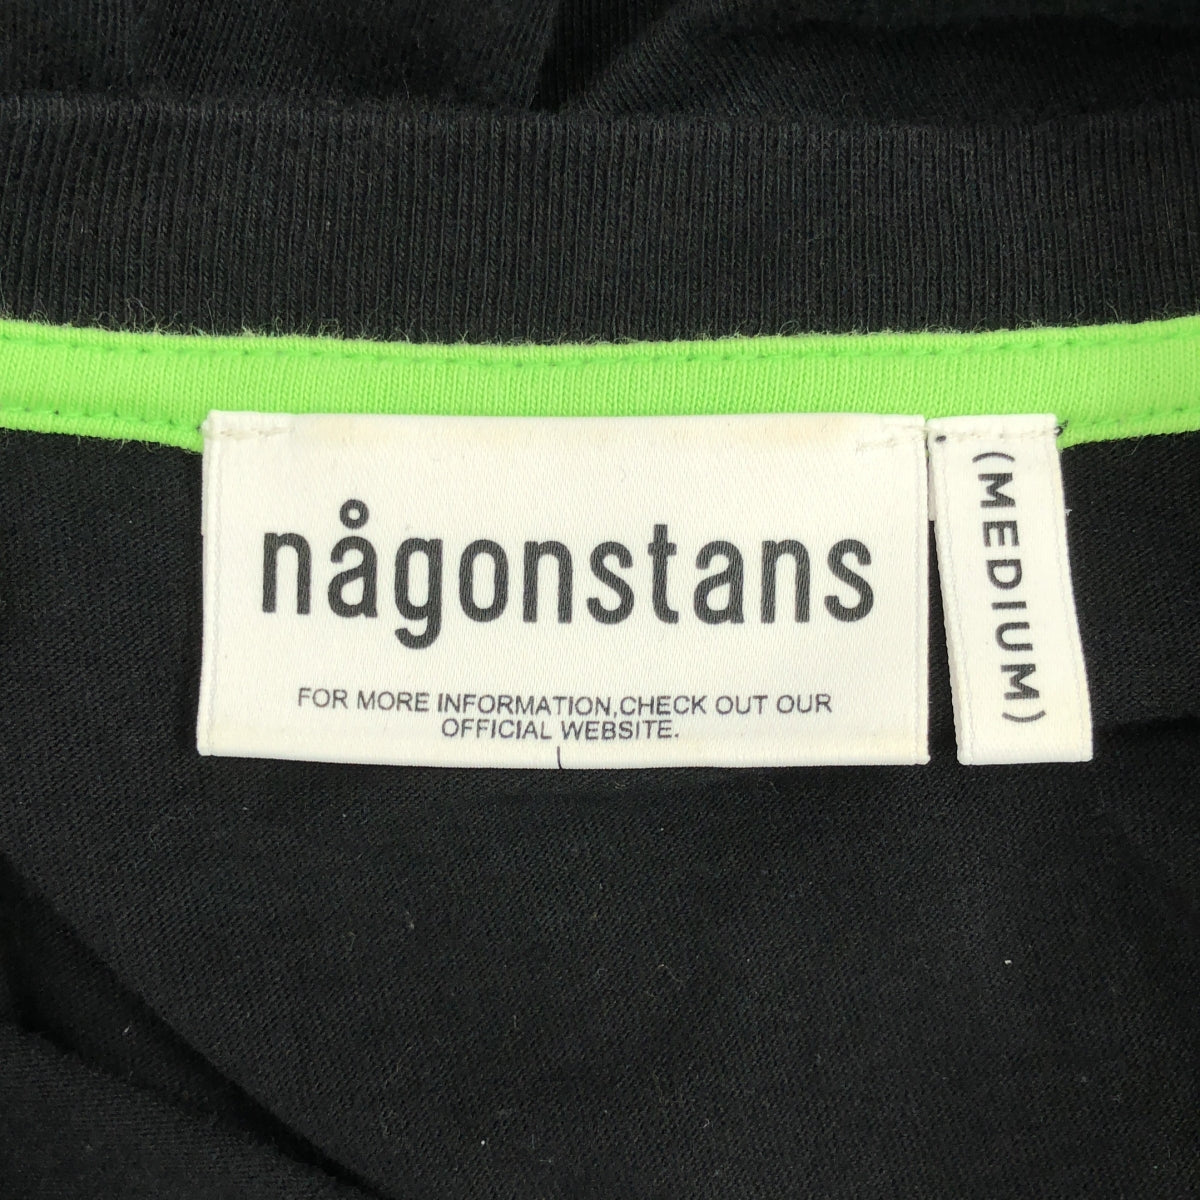 någonstans
FOR MORE INFORMATION,CHECK OUT OUR
OFFICIAL WEBSITE.
(MEDIUM)